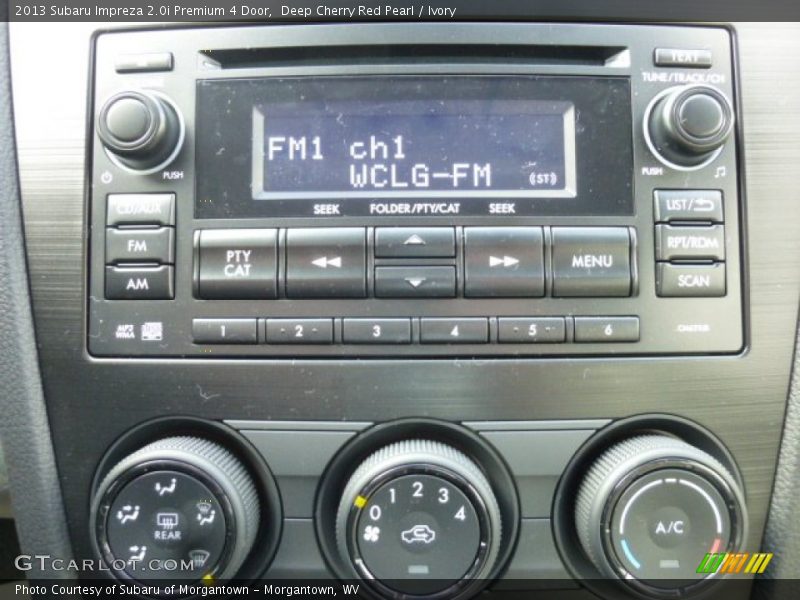 2013 Subaru Impreza 2.0i Premium 4 Door, Deep Cherry Red Pearl / Ivory
TEXT
TUNE/TRACK/CH
FM1 ch1
WCLG-FM ((ST))
PUSH
PUSH
SEEK FOLDER/PTY/CAT SEEK
CD/AUX
LIST/
FM
PTY
CAT
MENU
RPT/RDM
AM
SCAN
MP3
WMA
1 2 3 4 5 6
0 1 2 3 4
REAR
A/C
GTCARLOT.COM
Photo Courtesy of Subaru of Morgantown - Morgantown, WV